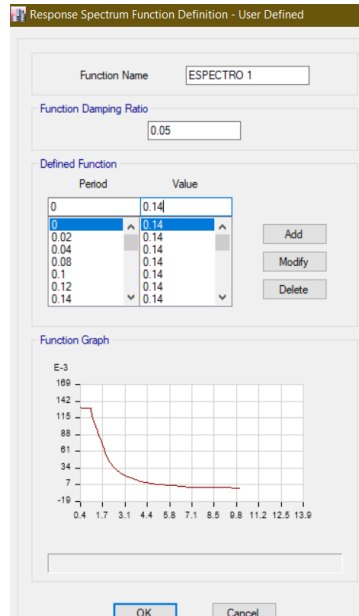 Response Spectrum Function Definition - User Defined
Function Name ESPECTRO 1
Function Damping Ratio
0.05
Defined Function
Period Value
0 0.14
0 0.14
0.02 0.14
0.04 0.14
0.08 0.14
0.1 0.14
0.12 0.14
0.14 0.14
Add
Modify
Delete
Function Graph
E-3
169
142
115
88
61
34
7
-19
0.4 1.7 3.1 4.4 5.8 7.1 8.5 9.8 11.2 12.5 13.9
OK Cancel